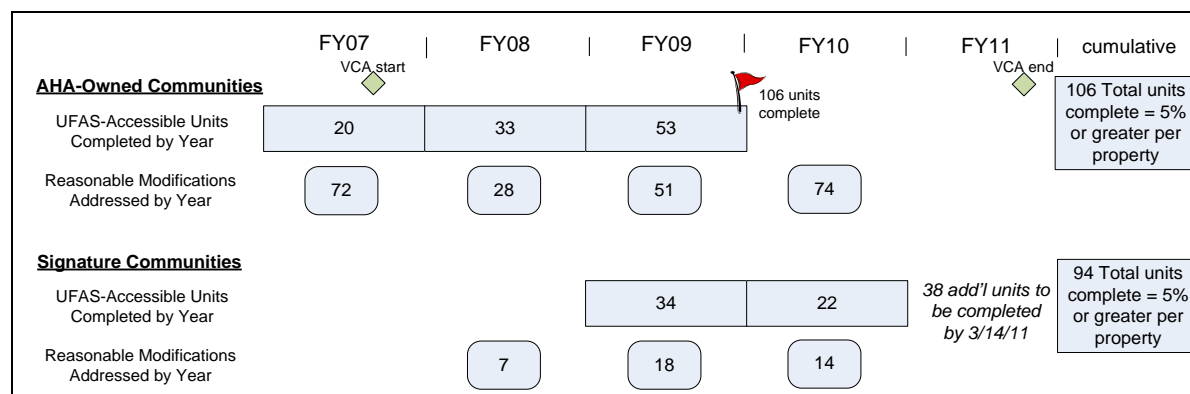 FY07 | FY08 | FY09 | FY10 | FY11 | cumulative
VCA start
VCA end
AHA-Owned Communities
106 units
complete
106 Total units
complete = 5%
or greater per
property
UFAS-Accessible Units
Completed by Year
20
33
53
Reasonable Modifications
Addressed by Year
72
28
51
74
Signature Communities
UFAS-Accessible Units
Completed by Year
34
22
38 add'l units to
be completed
by 3/14/11
94 Total units
complete = 5%
or greater per
property
Reasonable Modifications
Addressed by Year
7
18
14